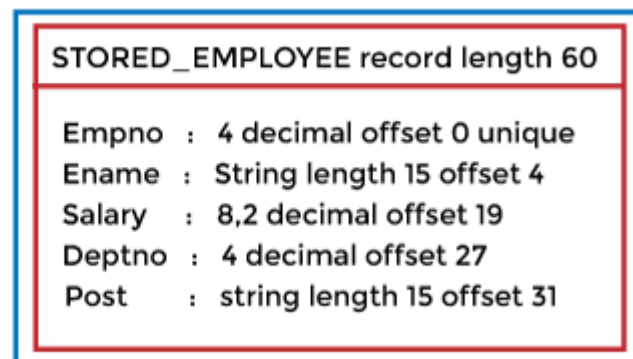 STORED_EMPLOYEE record length 60
Empno : 4 decimal offset 0 unique
Ename : String length 15 offset 4
Salary : 8,2 decimal offset 19
Deptno : 4 decimal offset 27
Post : string length 15 offset 31